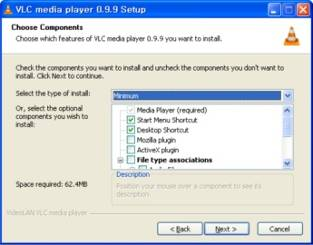 VLC media player 0.9.9 Setup
Choose Components
Choose which features of VLC media player 0.9.9 you want to install.
Check the components you want to install and uncheck the components you don't want to
install. Click Next to continue.
Select the type of install:
Minimum
Or, select the optional
components you wish to
install:
Media Player (required)
Start Menu Shortcut
Desktop Shortcut
Mozilla plugin
ActiveX plugin
File type associations
Space required: 62.4MB
Description
Position your mouse over a component to see its
description.
VideoLAN VLC media player
< Back
Next >
Cancel